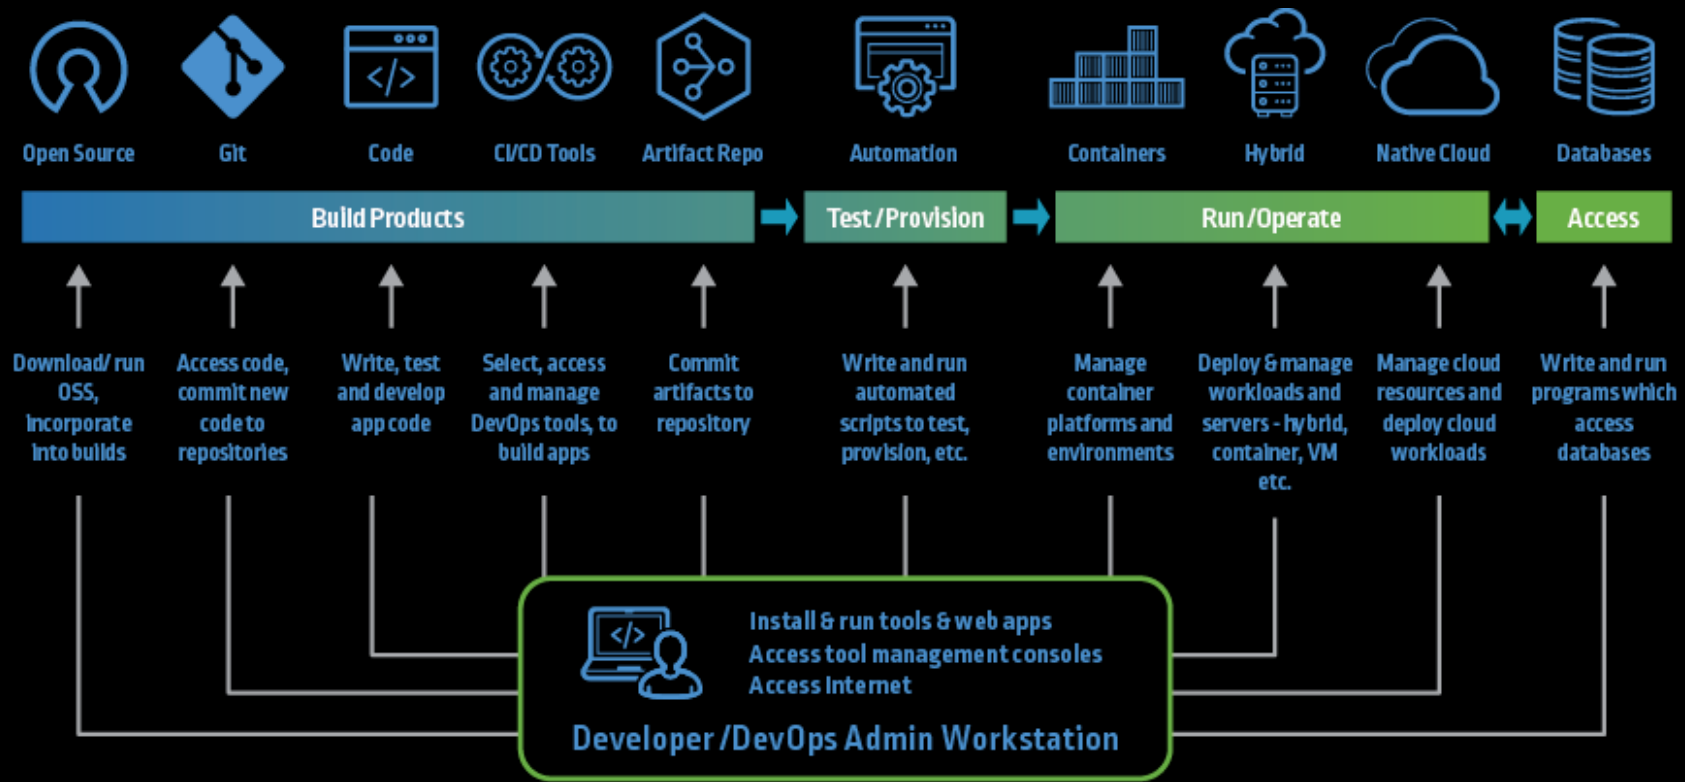 Open Source
Git
Code
CI/CD Tools
Artifact Repo
Automation
Containers
Hybrid
Native Cloud
Databases
Build Products
Test/Provision
Run/Operate
Access
Download/ run
OSS,
incorporate
into builds
Access code,
commit new
code to
repositories
Write, test
and develop
app code
Select, access
and manage
DevOps tools, to
build apps
Commit
artifacts to
repository
Write and run
automated
scripts to test,
provision, etc.
Manage
container
platforms and
environments
Deploy & manage
workloads and
servers - hybrid,
container, VM
etc.
Manage cloud
resources and
deploy cloud
workloads
Write and run
programs which
access
databases
</>
</>
Install & run tools & web apps
Access tool management consoles
Access Internet
Developer/DevOps Admin Workstation